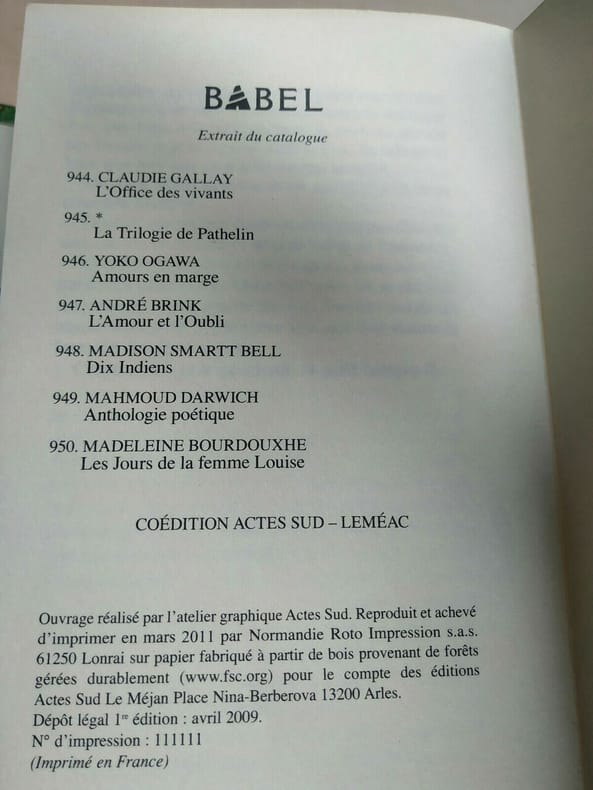 BABEL
Extrait du catalogue
944. CLAUDIE GALLAY
L'Office des vivants
945. *
La Trilogie de Pathelin
946. YOKO OGAWA
Amours en marge
947. ANDRÉ BRINK
L'Amour et l'Oubli
948. MADISON SMARTT BELL
Dix Indiens
949. MAHMOUD DARWICH
Anthologie poétique
950. MADELEINE BOURDOUXHE
Les Jours de la femme Louise
COÉDITION ACTES SUD – LEMÉAC
Ouvrage réalisé par l'atelier graphique Actes Sud. Reproduit et achevé
d'imprimer en mars 2011 par Normandie Roto Impression s.a.s.
61250 Lonrai sur papier fabriqué à partir de bois provenant de forêts
gérées durablement (www.fsc.org) pour le compte des éditions
Actes Sud Le Méjan Place Nina-Berberova 13200 Arles.
Dépôt légal 1re édition : avril 2009.
N° d'impression : 111111
(Imprimé en France)